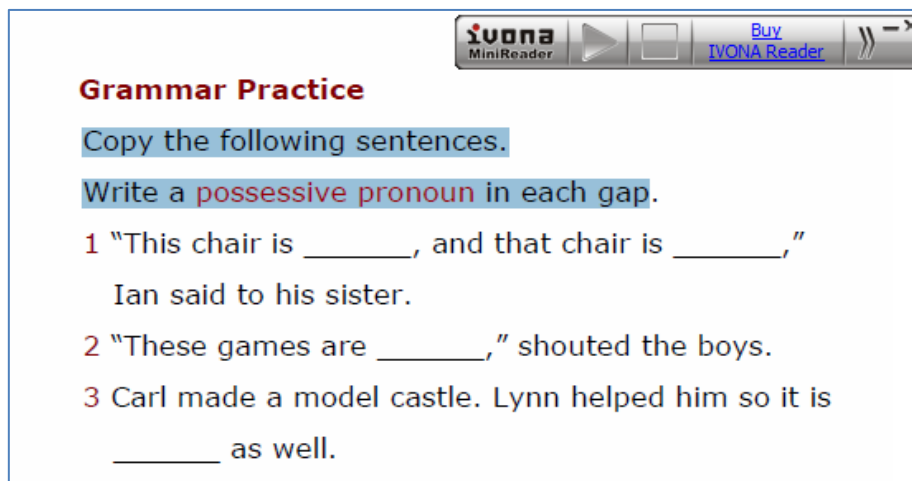 ivona
MiniReader
Buy
IVONA Reader
Grammar Practice
Copy the following sentences.
Write a possessive pronoun in each gap.
1 “This chair is _______, and that chair is _______,”
Ian said to his sister.
2 “These games are _______,” shouted the boys.
3 Carl made a model castle. Lynn helped him so it is
_______ as well.